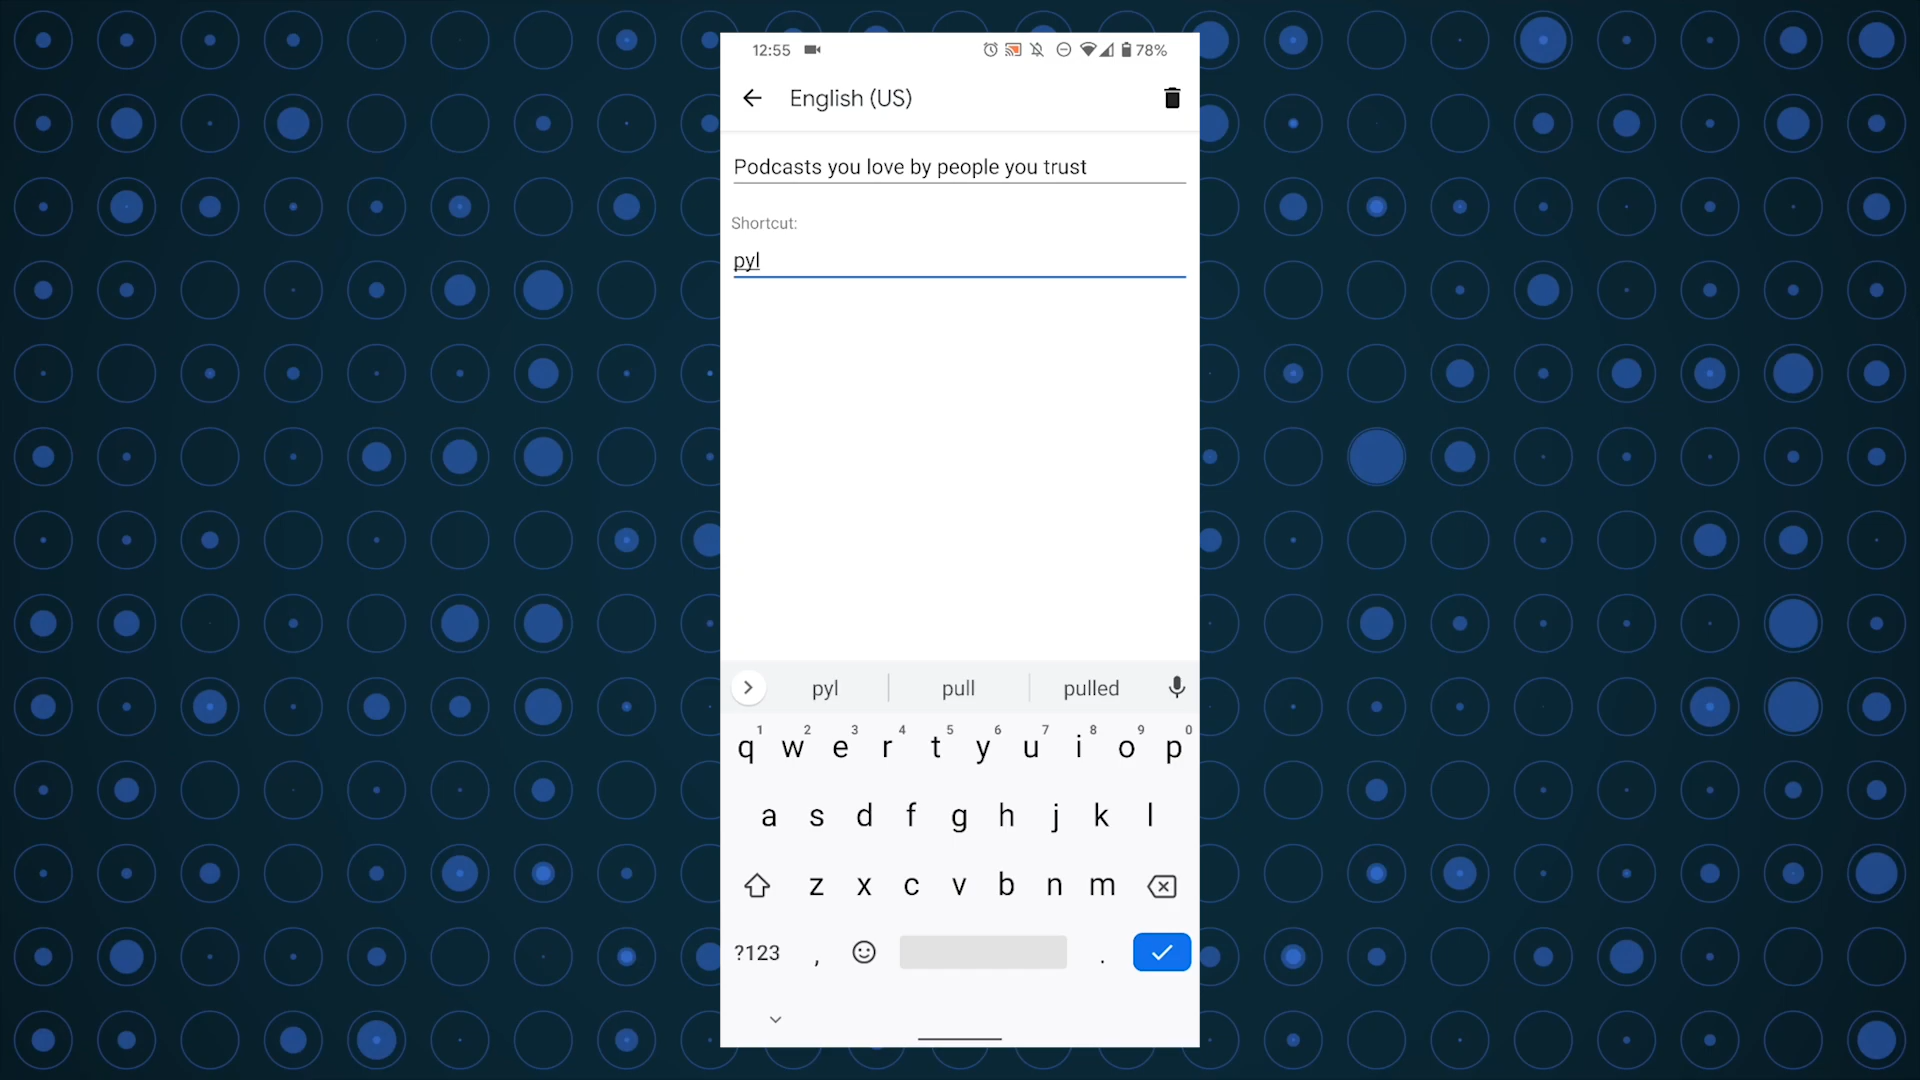 12:55 78%
English (US)
Podcasts you love by people you trust
Shortcut:
pyl
pyl pull pulled
1 2 3 4 5 6 7 8 9 0
q w e r t y u i o p
a s d f g h j k l
z x c v b n m
?123 , .